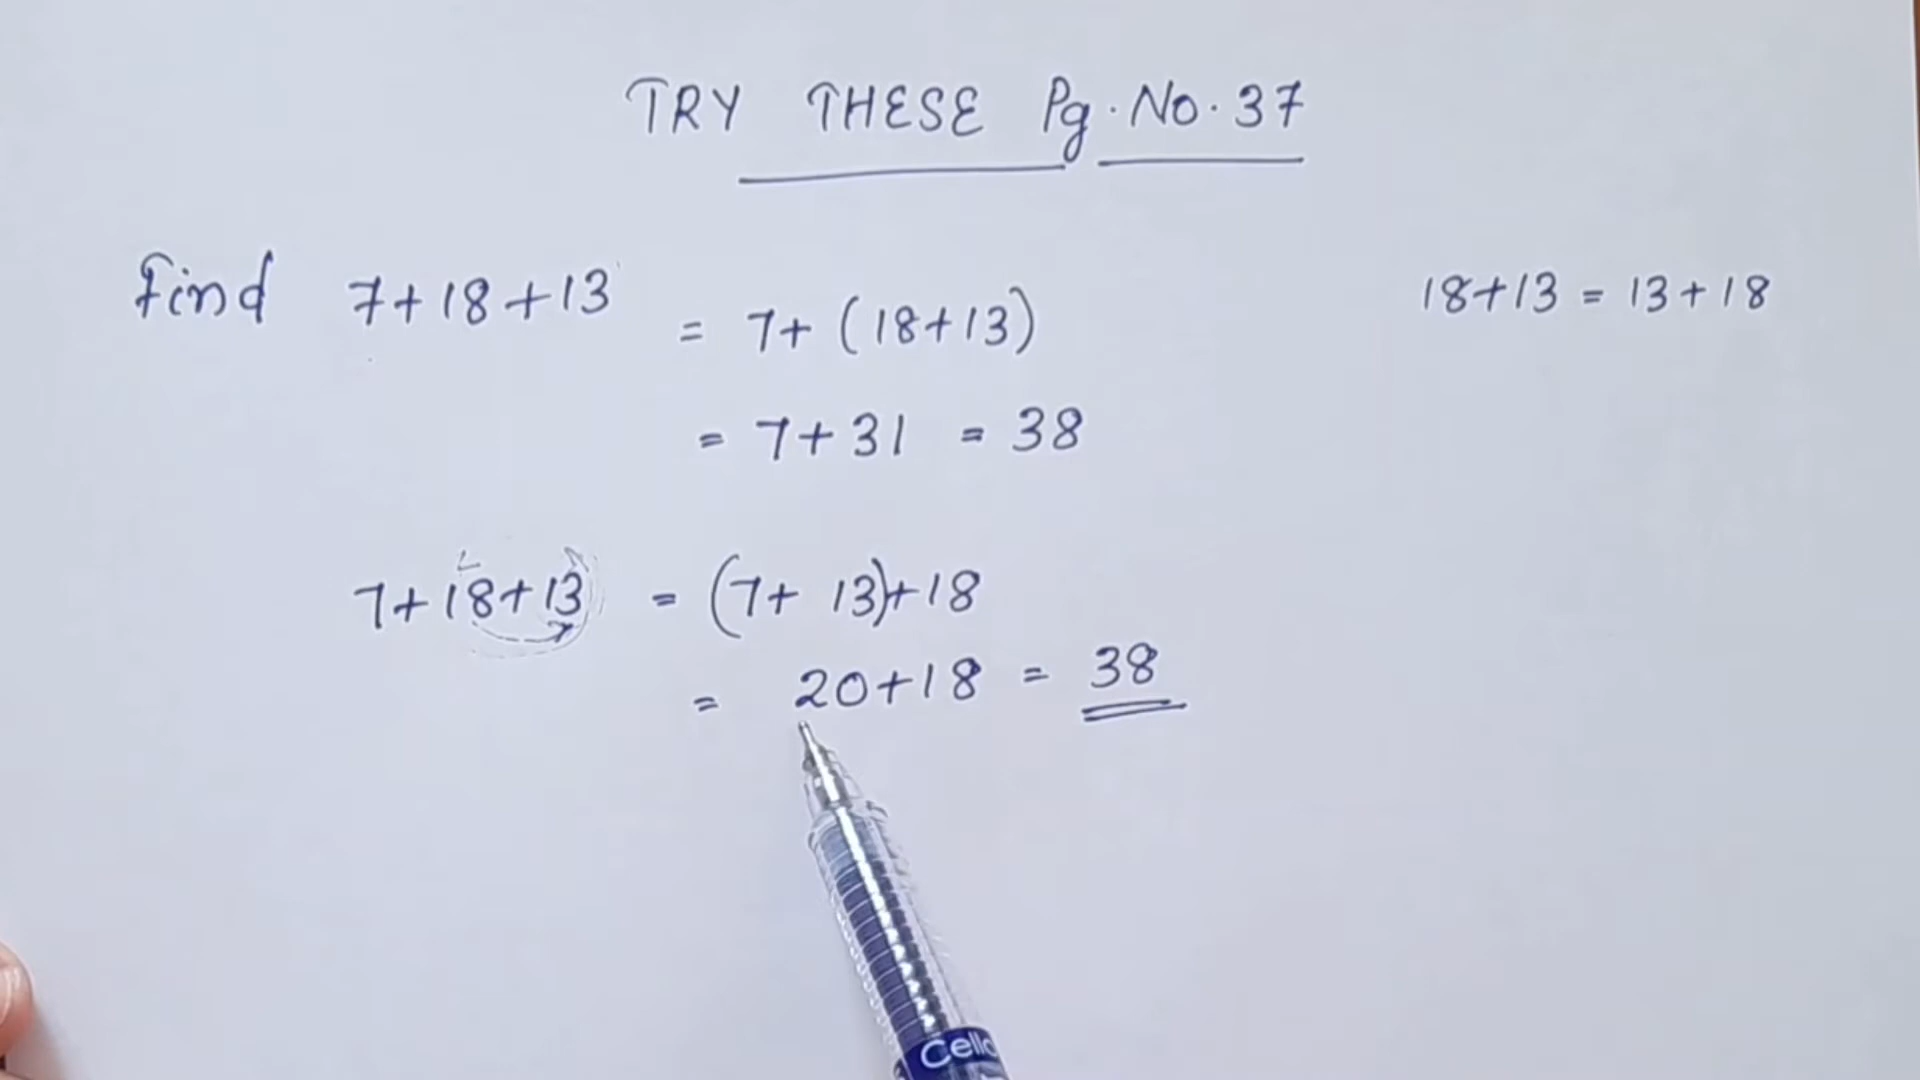 TRY THESE Pg. No. 37
Find 7+18+13 = 7+ (18+13)
18+13 = 13+18
= 7+31 = 38
7+18+13 = (7+ 13)+18
= 20+18 = 38
Cello